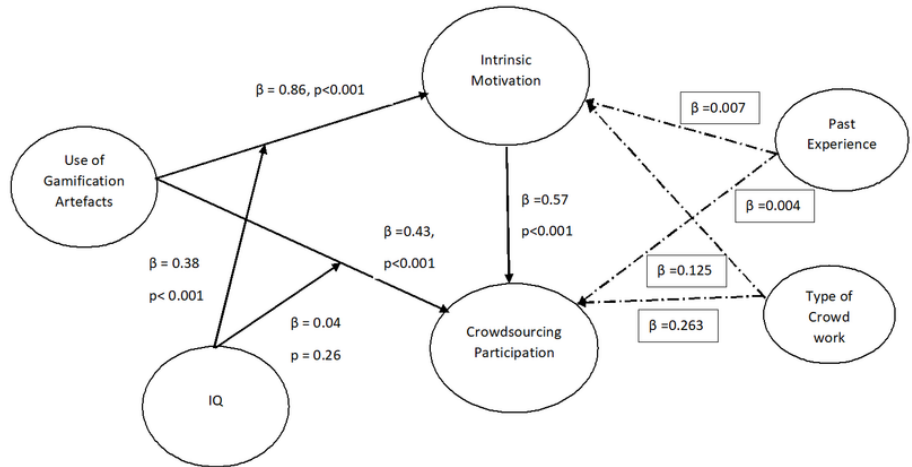 Intrinsic
Motivation
β = 0.86, p<0.001
β =0.007
Past
Experience
Use of
Gamification
Artefacts
β =0.57
p<0.001
β =0.004
β =0.43,
p<0.001
β = 0.38
p< 0.001
β =0.125
Type of
Crowd
work
β =0.263
β = 0.04
p = 0.26
Crowdsourcing
Participation
IQ